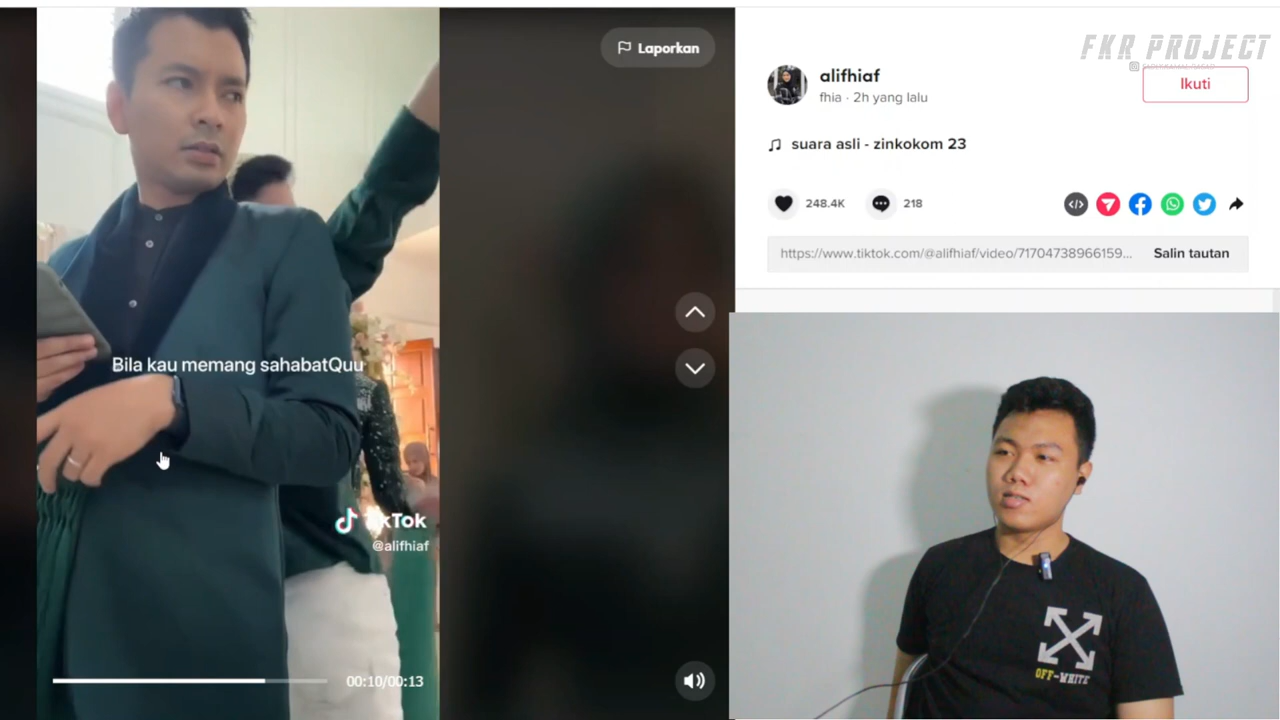 Laporkan
Bila kau memang sahabatQuu
TikTok
@alifhiaf
00:10/00:13
FKR PROJECT
alifhiaf
fhia · 2h yang lalu
Ikuti
suara asli - zinkokom 23
248.4K
218
https://www.tiktok.com/@alifhiaf/video/71704738966159...
Salin tautan
OFF-WHITE